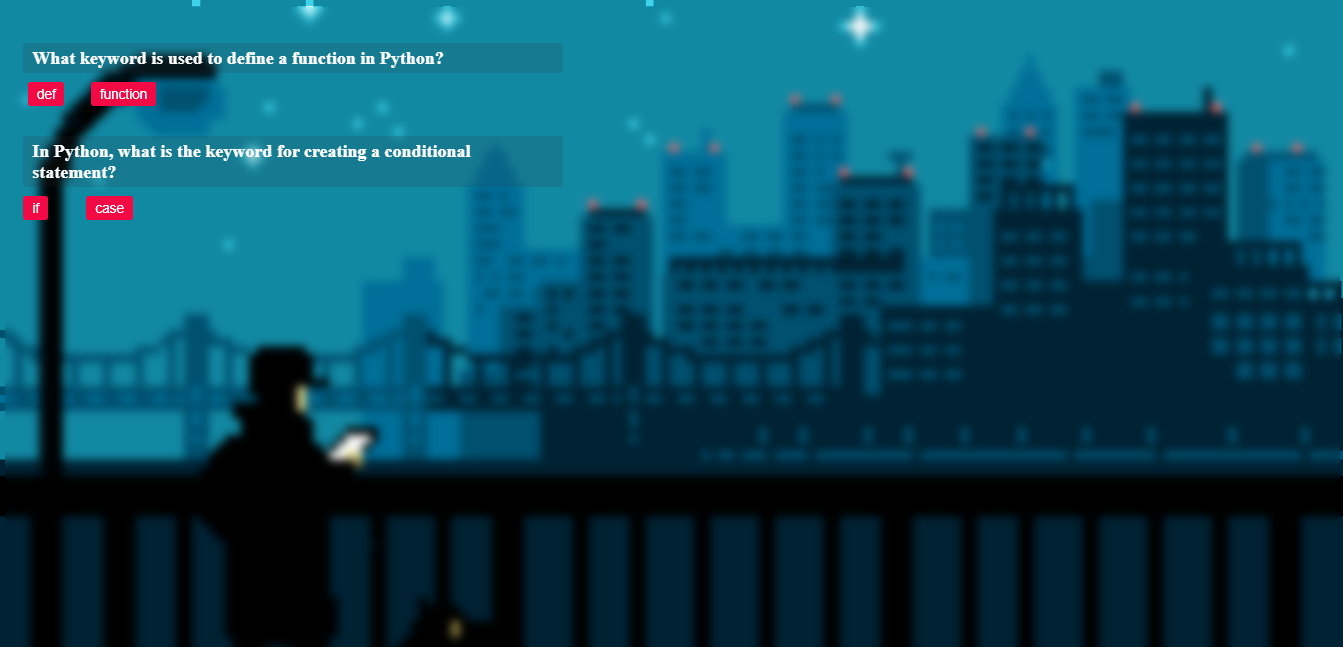 What keyword is used to define a function in Python?
def function
In Python, what is the keyword for creating a conditional
statement?
if case